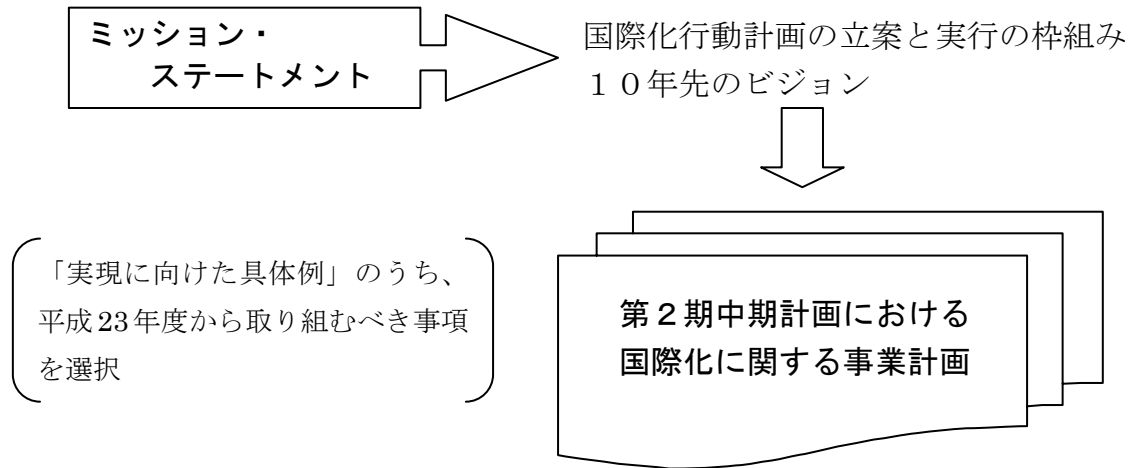 ミッション・
ステートメント
国際化行動計画の立案と実行の枠組み
１０年先のビジョン
「実現に向けた具体例」のうち、
平成23年度から取り組むべき事項
を選択
第２期中期計画における
国際化に関する事業計画